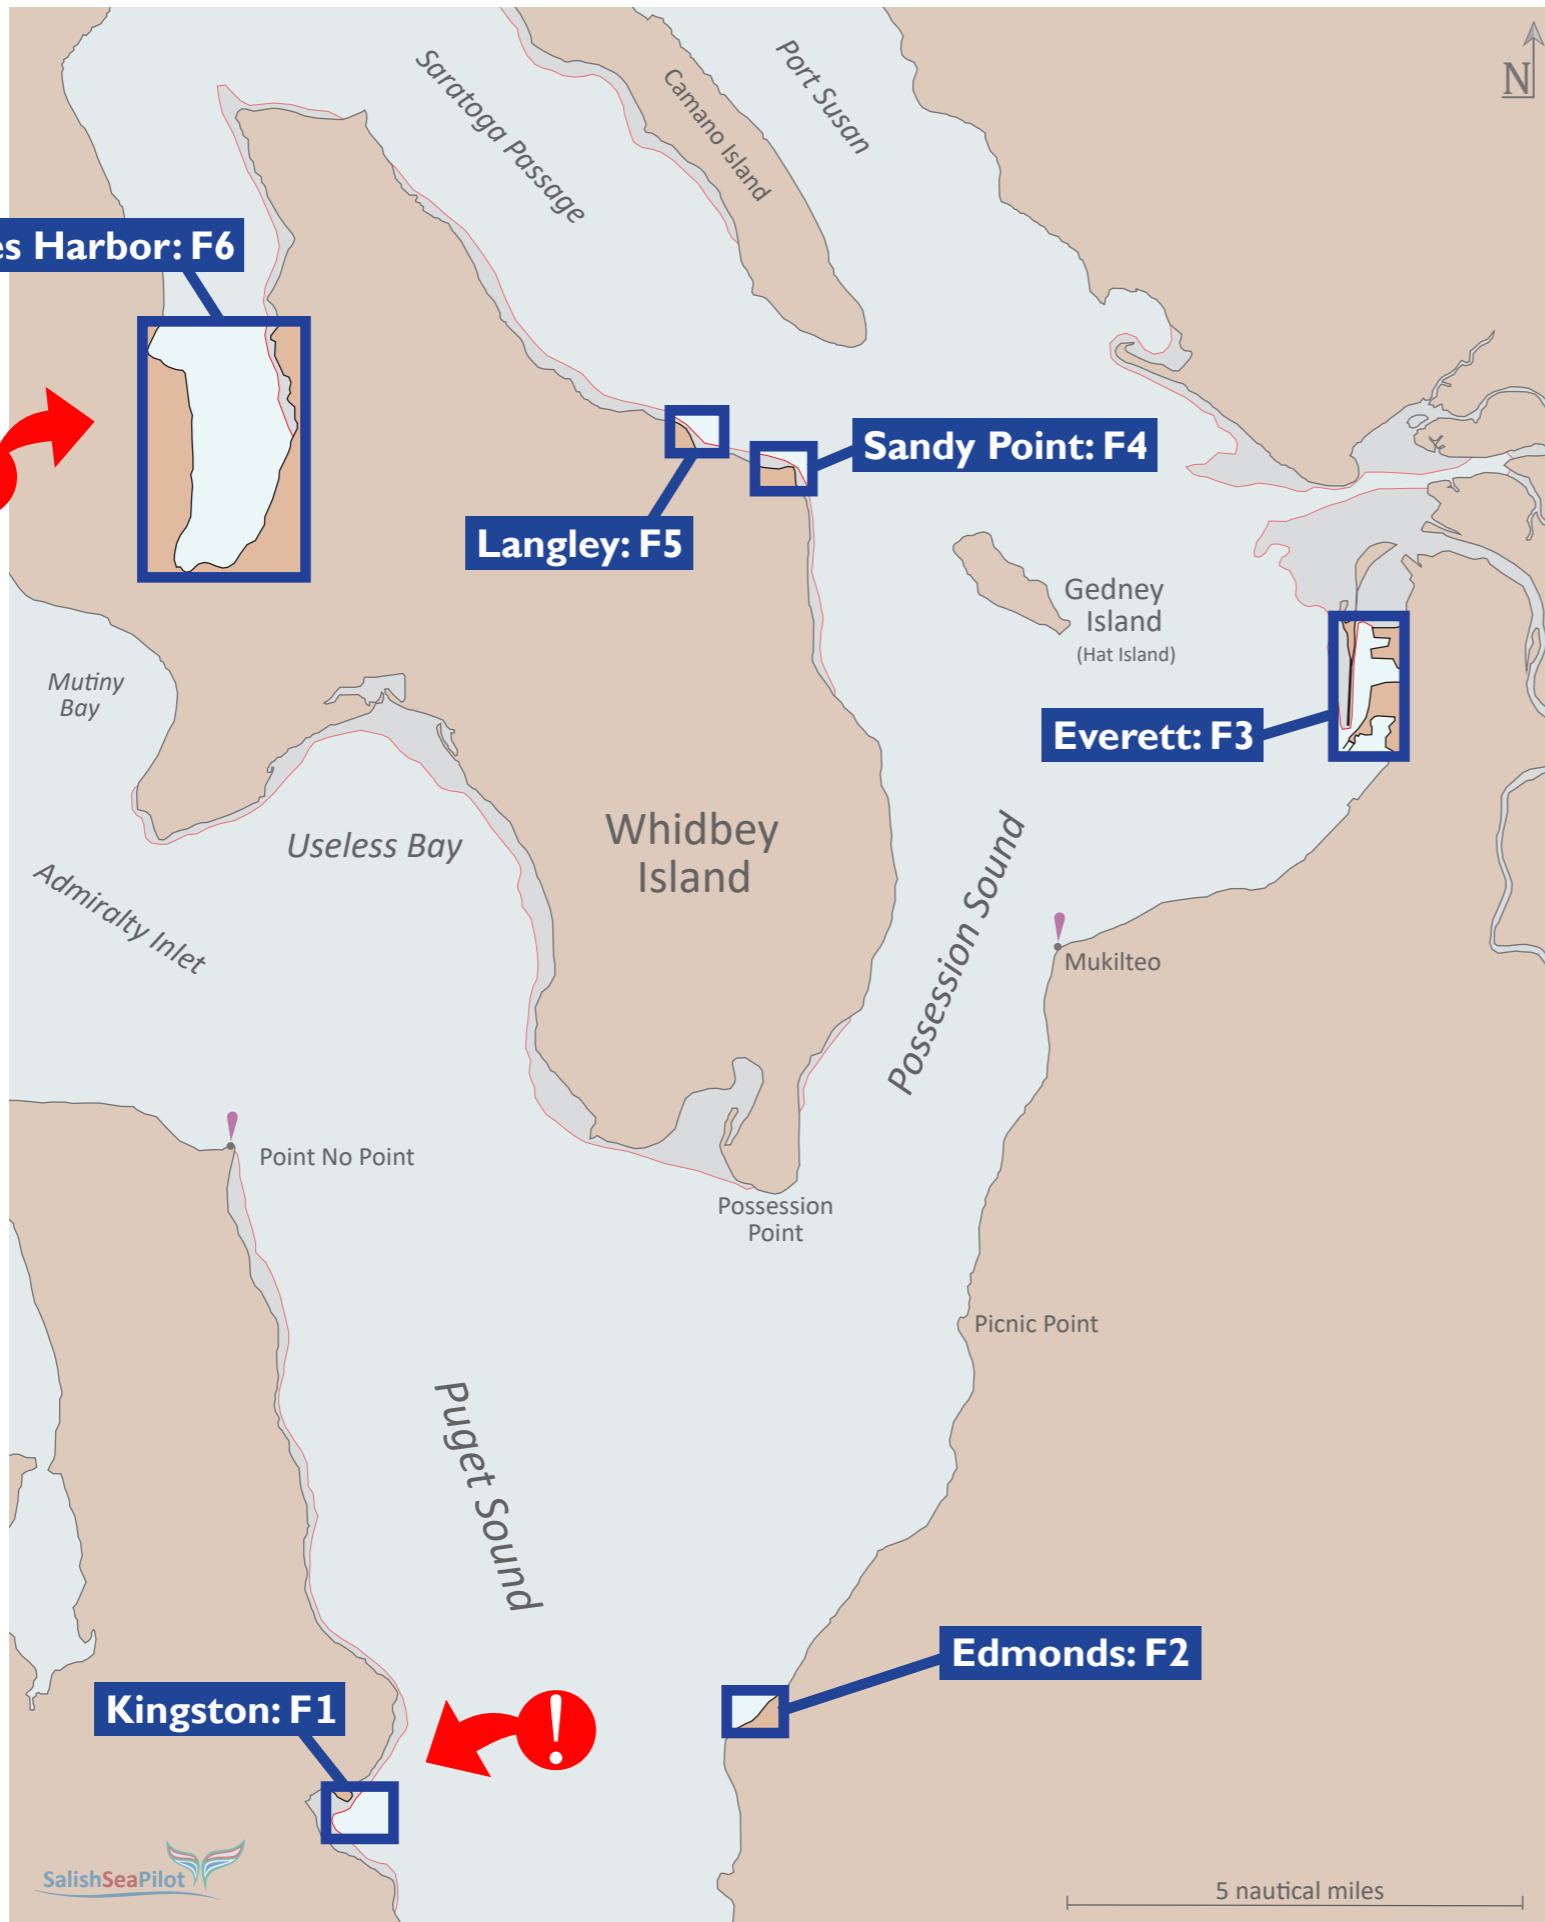 N
Saratoga Passage
Camano Island
Port Susan
es Harbor: F6
Sandy Point: F4
Langley: F5
Gedney
Island
(Hat Island)
Mutiny
Bay
Everett: F3
Useless Bay
Whidbey
Island
Admiralty Inlet
Possession Sound
Mukilteo
Point No Point
Possession
Point
Picnic Point
Puget Sound
Edmonds: F2
Kingston: F1
!
SalishSeaPilot
5 nautical miles